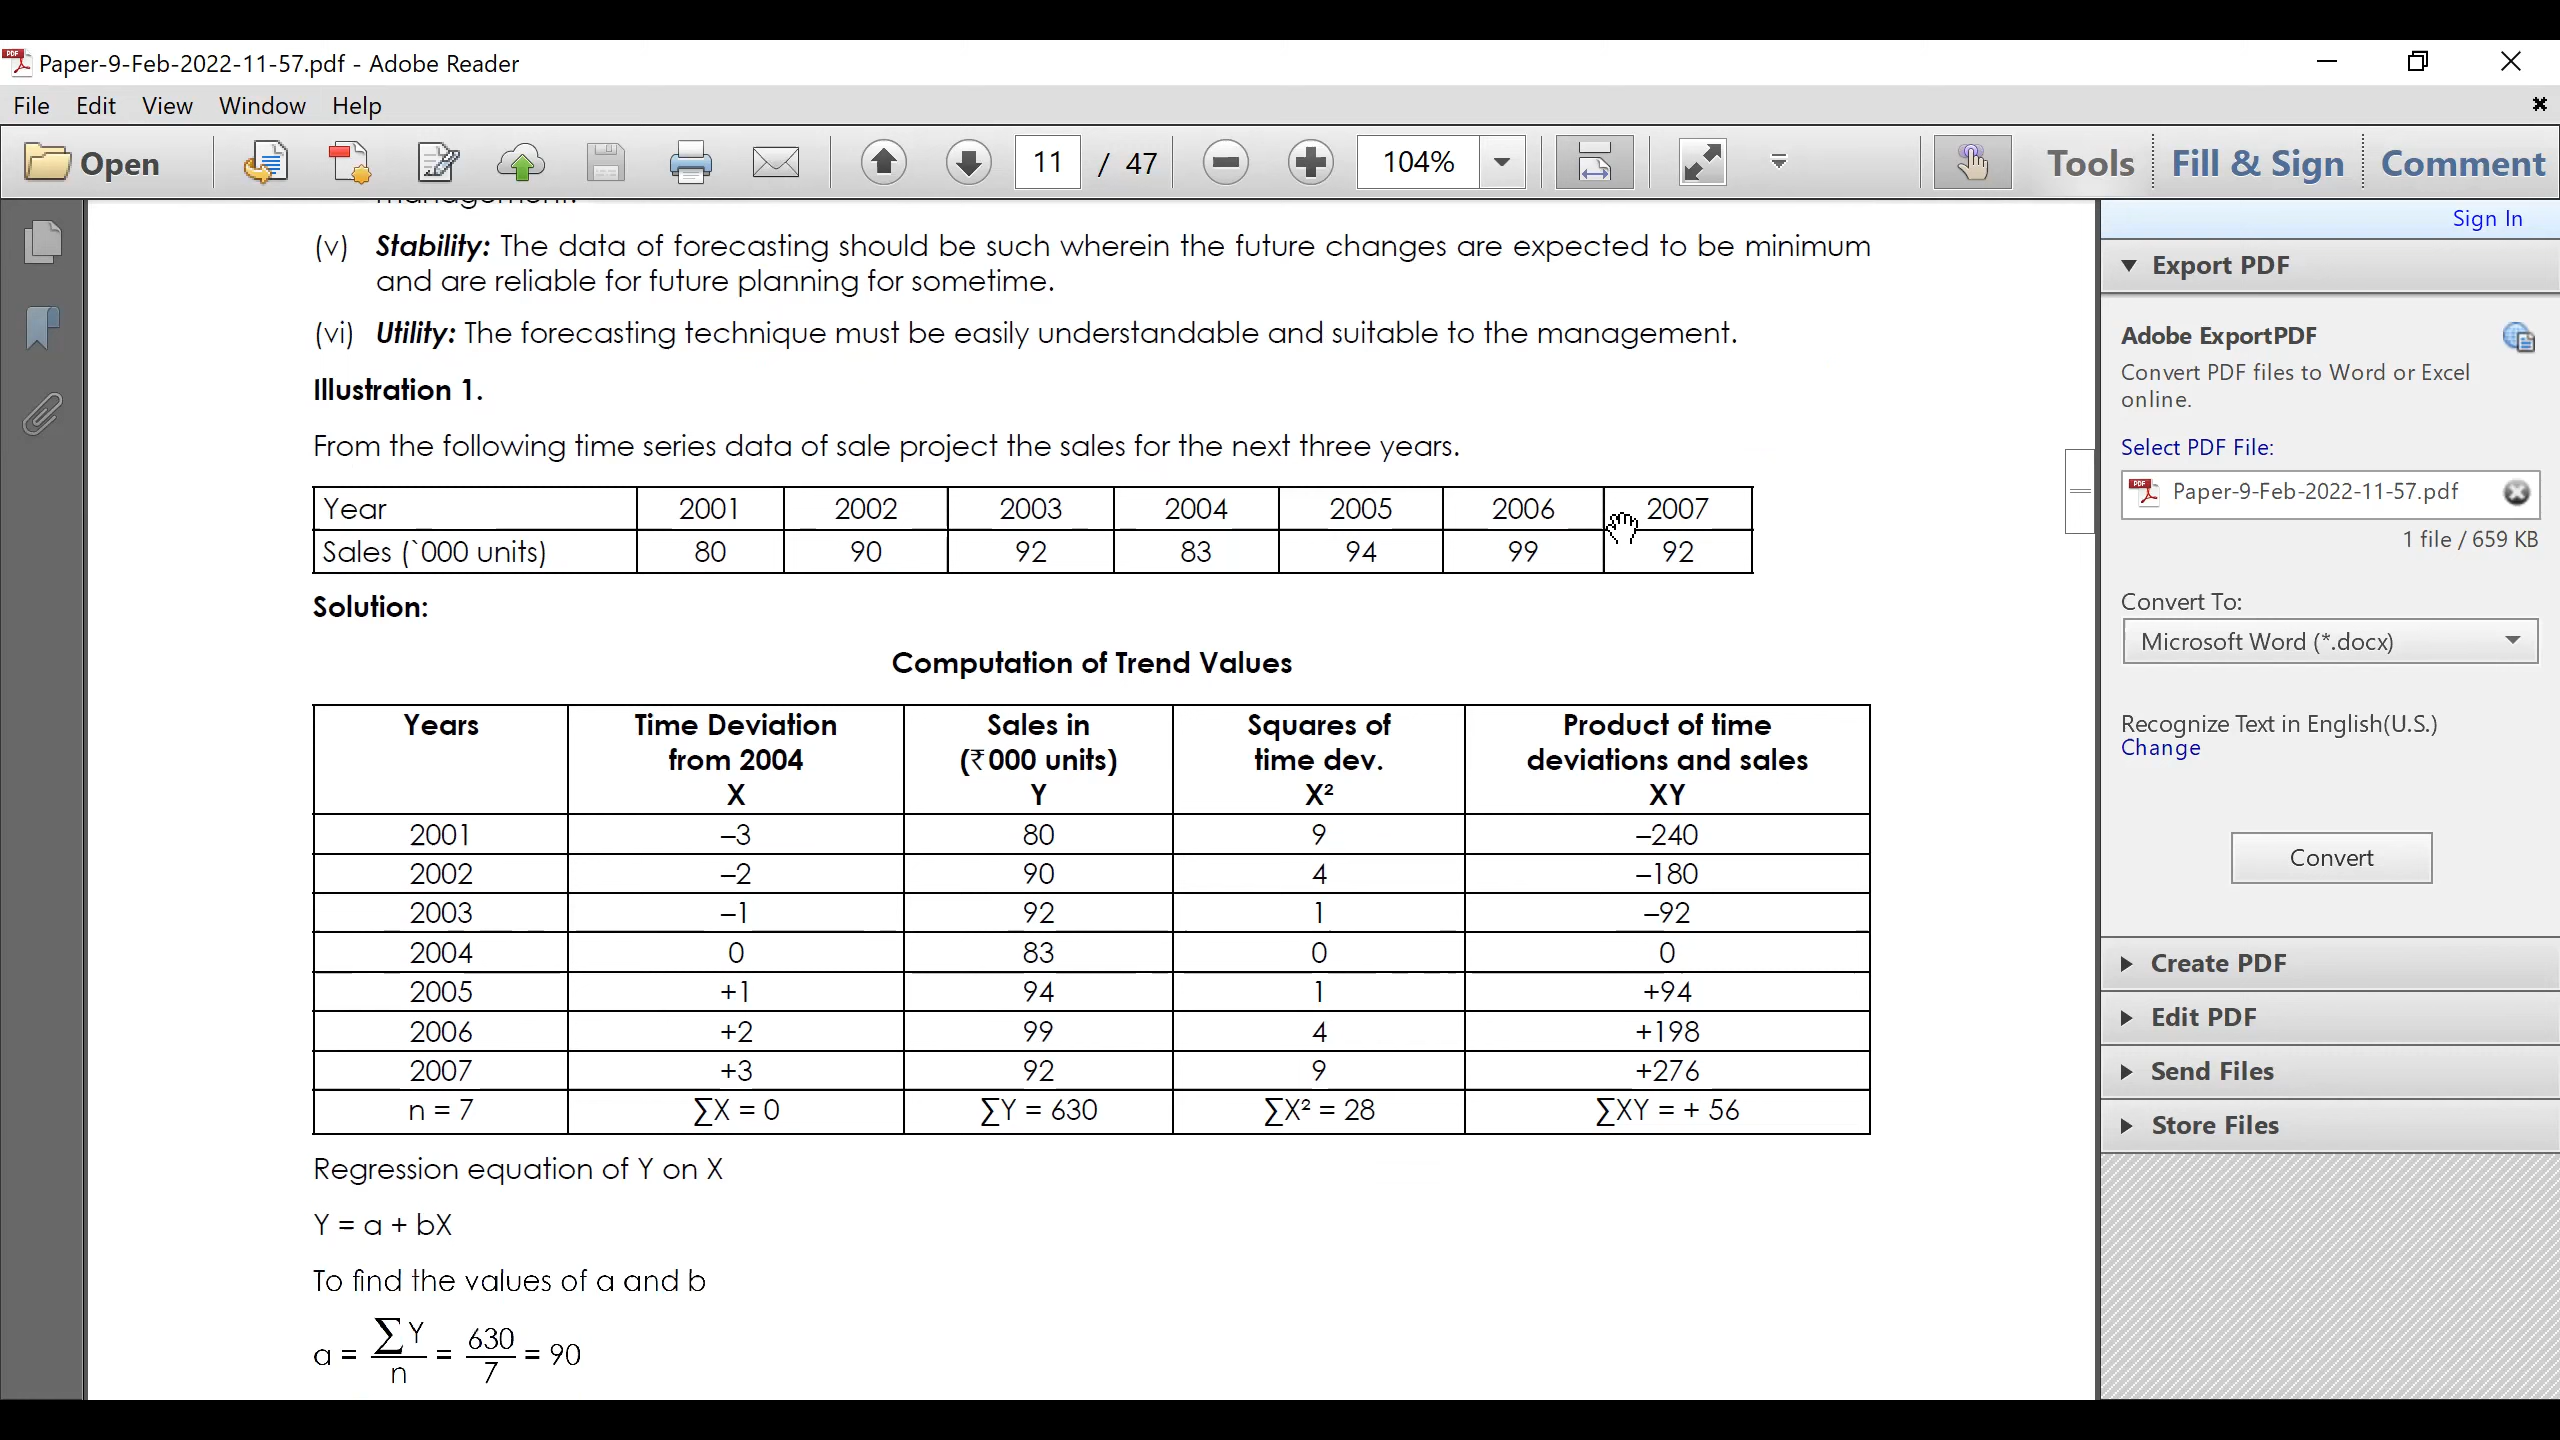 Paper-9-Feb-2022-11-57.pdf - Adobe Reader
File Edit View Window Help
Open 11 / 47 104% Tools Fill & Sign Comment
management.
(v) Stability: The data of forecasting should be such wherein the future changes are expected to be minimum
and are reliable for future planning for sometime.
(vi) Utility: The forecasting technique must be easily understandable and suitable to the management.
Illustration 1.
From the following time series data of sale project the sales for the next three years.
Year 2001 2002 2003 2004 2005 2006 2007
Sales (`000 units) 80 90 92 83 94 99 92
Solution:
Computation of Trend Values
Years Time Deviation from 2004 X Sales in (₹000 units) Y Squares of time dev. X² Product of time deviations and sales XY
2001 –3 80 9 –240
2002 –2 90 4 –180
2003 –1 92 1 –92
2004 0 83 0 0
2005 +1 94 1 +94
2006 +2 99 4 +198
2007 +3 92 9 +276
n = 7 ∑X = 0 ∑Y = 630 ∑X² = 28 ∑XY = + 56
Regression equation of Y on X
Y = a + bX
To find the values of a and b
a = ∑Y / n = 630 / 7 = 90
Sign In
Export PDF
Adobe ExportPDF
Convert PDF files to Word or Excel
online.
Select PDF File:
Paper-9-Feb-2022-11-57.pdf
1 file / 659 KB
Convert To:
Microsoft Word (*.docx)
Recognize Text in English(U.S.)
Change
Convert
Create PDF
Edit PDF
Send Files
Store Files